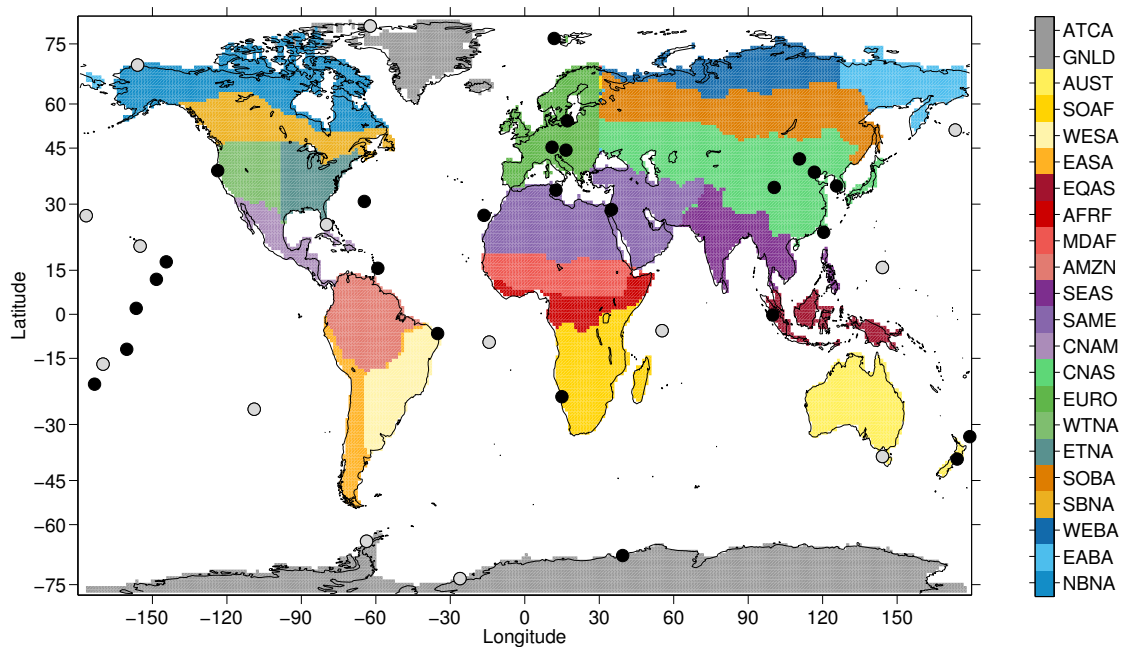 75
60
45
30
15
0
−15
−30
−45
−60
−75
Latitude
−150 −120 −90 −60 −30 0 30 60 90 120 150
Longitude
ATCA
GNLD
AUST
SOAF
WESA
EASA
EQAS
AFRF
MDAF
AMZN
SEAS
SAME
CNAM
CNAS
EURO
WTNA
ETNA
SOBA
SBNA
WEBA
EABA
NBNA